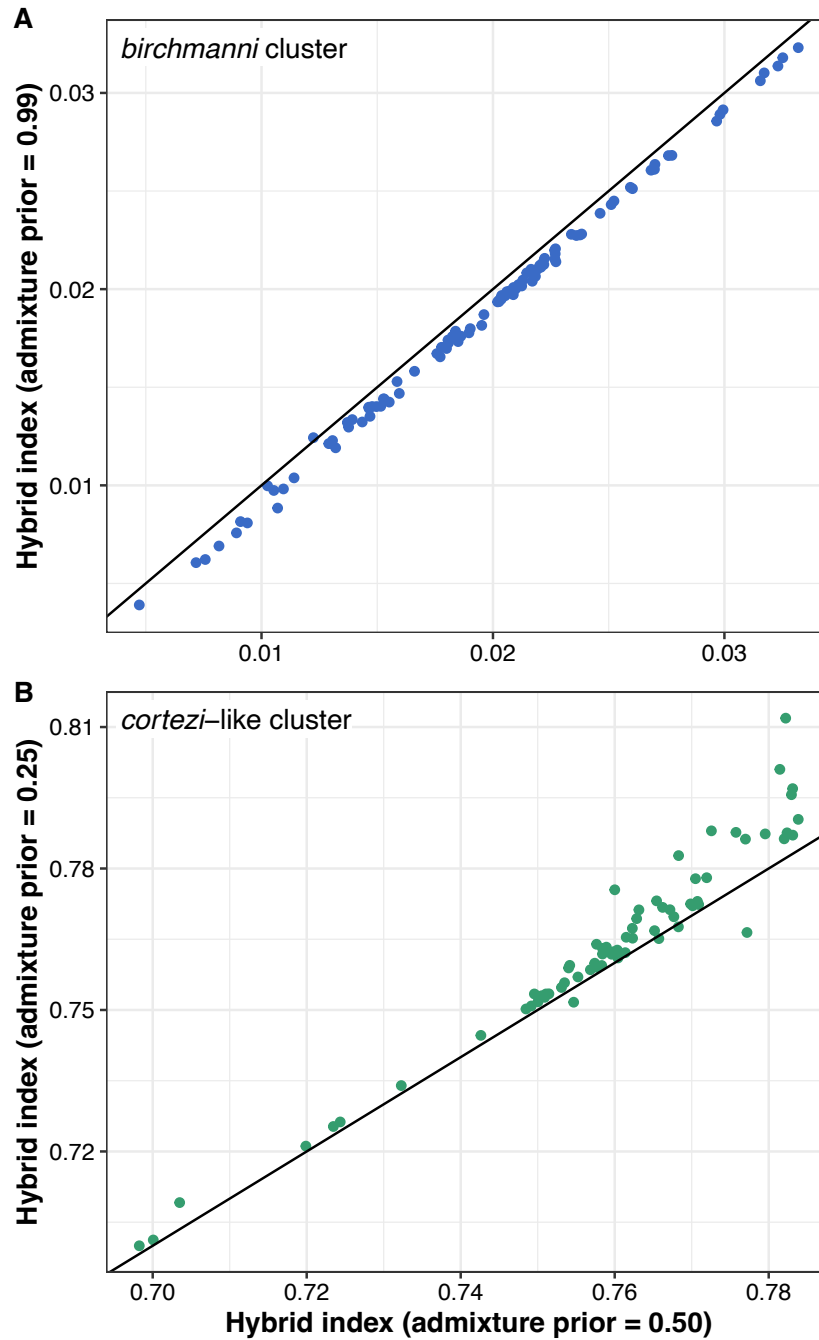 A
birchmanni cluster
Hybrid index (admixture prior = 0.99)
0.03
0.02
0.01
0.01 0.02 0.03
B
cortezi–like cluster
Hybrid index (admixture prior = 0.25)
0.81
0.78
0.75
0.72
0.70 0.72 0.74 0.76 0.78
Hybrid index (admixture prior = 0.50)